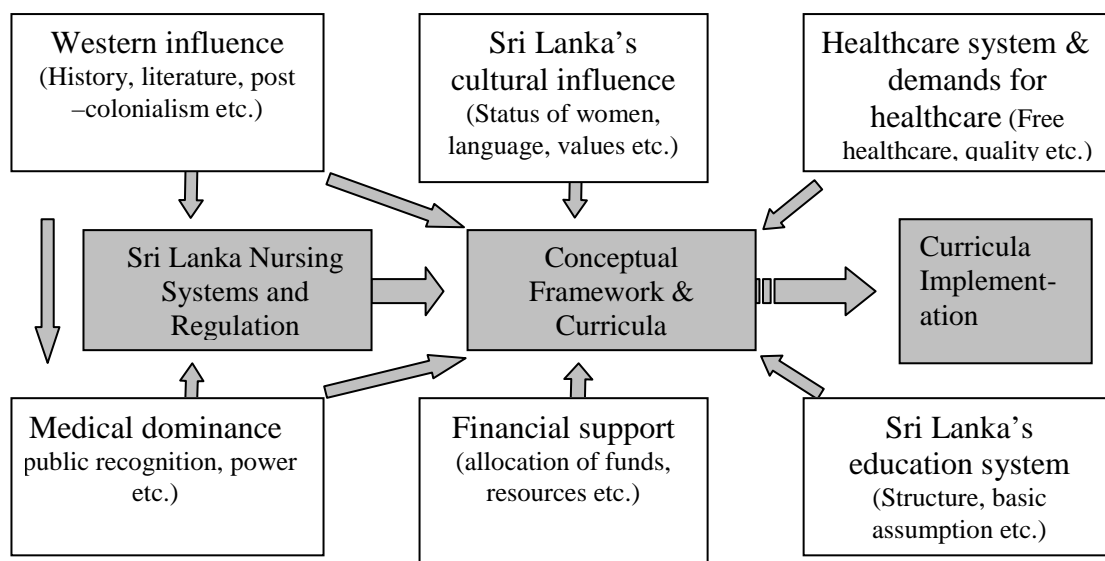 Western influence
(History, literature, post
–colonialism etc.)
Sri Lanka’s
cultural influence
(Status of women,
language, values etc.)
Healthcare system &
demands for
healthcare (Free
healthcare, quality etc.)
Sri Lanka Nursing
Systems and
Regulation
Conceptual
Framework &
Curricula
Curricula
Implement-
ation
Medical dominance
public recognition, power
etc.)
Financial support
(allocation of funds,
resources etc.)
Sri Lanka’s
education system
(Structure, basic
assumption etc.)